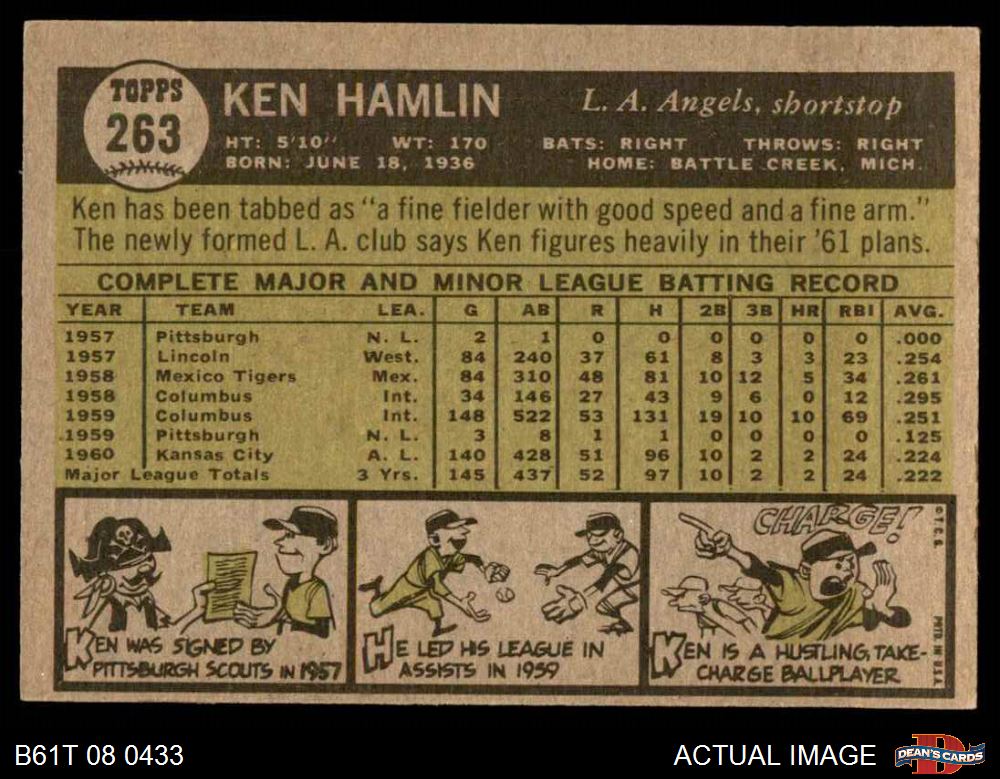 TOPPS
263
KEN HAMLIN
L. A. Angels, shortstop
HT: 5'10" WT: 170 BATS: RIGHT THROWS: RIGHT
BORN: JUNE 18, 1936 HOME: BATTLE CREEK, MICH.
Ken has been tabbed as "a fine fielder with good speed and a fine arm."
The newly formed L. A. club says Ken figures heavily in their '61 plans.
COMPLETE MAJOR AND MINOR LEAGUE BATTING RECORD
YEAR TEAM LEA. G AB R H 2B 3B HR RBI AVG.
1957 Pittsburgh N. L. 2 1 0 0 0 0 0 0 .000
1957 Lincoln West. 84 240 37 61 8 3 3 23 .254
1958 Mexico Tigers Mex. 84 310 48 81 10 12 5 34 .261
1958 Columbus Int. 34 146 27 43 9 6 0 12 .295
1959 Columbus Int. 148 522 53 131 19 10 10 69 .251
1959 Pittsburgh N. L. 3 8 1 1 0 0 0 0 .125
1960 Kansas City A. L. 140 428 51 96 10 2 2 24 .224
Major League Totals 3 Yrs. 145 437 52 97 10 2 2 24 .222
KEN WAS SIGNED BY
PITTSBURGH SCOUTS IN 1957
HE LED HIS LEAGUE IN
ASSISTS IN 1959
CHARGE!
KEN IS A HUSTLING, TAKE-
CHARGE BALLPLAYER
© T. C. G.
PRTD. IN U.S.A.
B61T 08 0433
ACTUAL IMAGE
DEAN'S CARDS